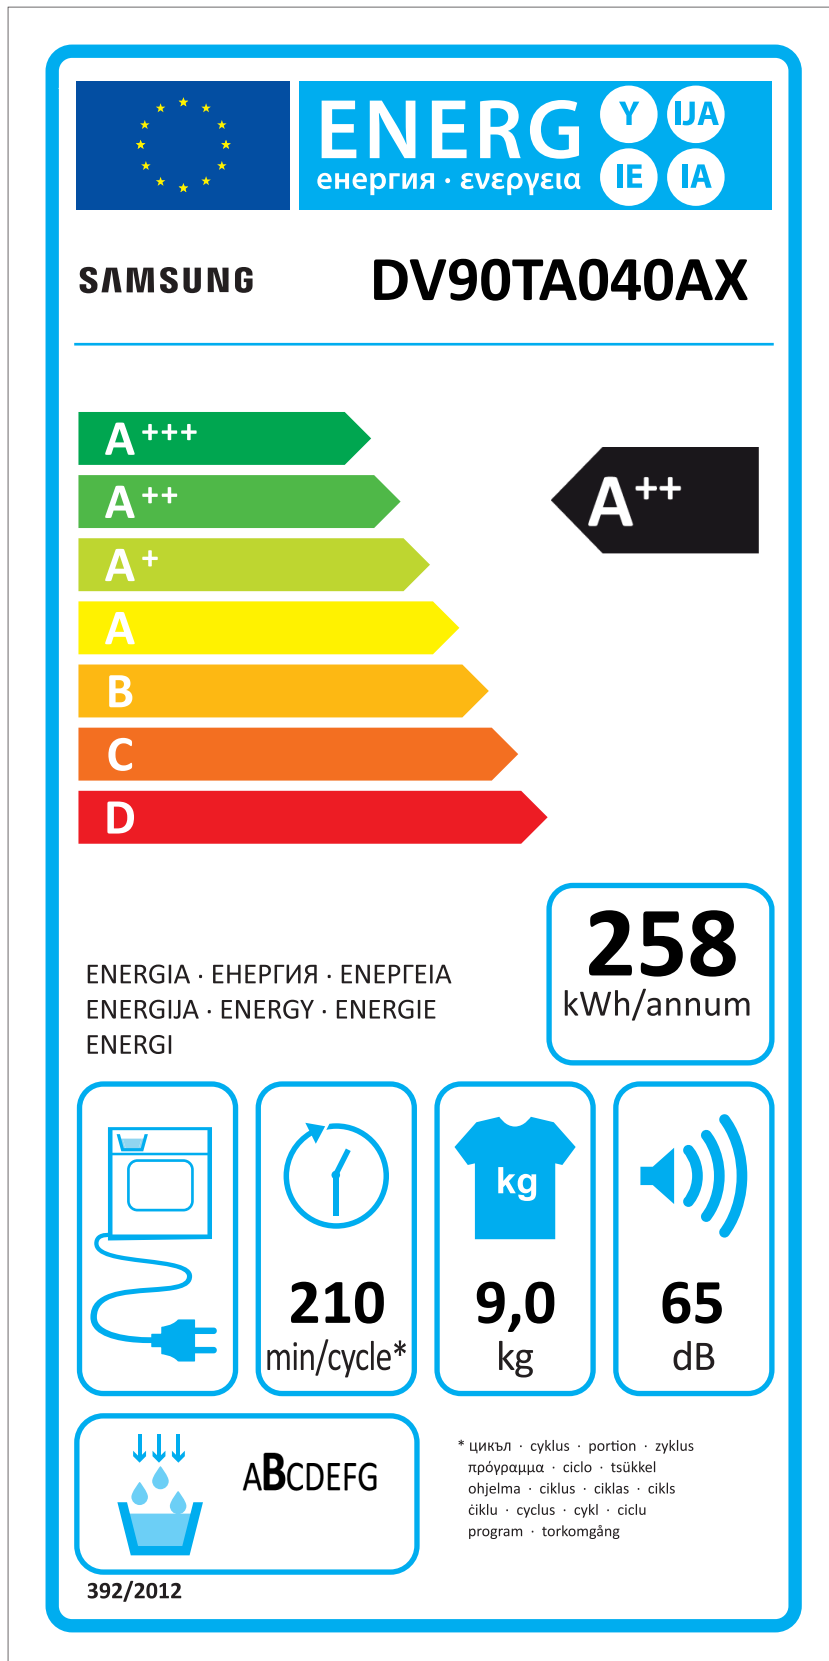 ENERG Y IJA
енергия · ενεργεια IE IA
SAMSUNG DV90TA040AX
A+++
A++
A++
A+
A
B
C
D
258
kWh/annum
ENERGIA · ЕНЕРГИЯ · ΕΝΕΡΓΕΙΑ
ENERGIJA · ENERGY · ENERGIE
ENERGI
kg
210
min/cycle*
9,0
kg
65
dB
ABCDEFG
* цикъл · cyklus · portion · zyklus
πρόγραμμα · ciclo · tsükkel
ohjelma · ciklus · ciklas · cikls
ċiklu · cyclus · cykl · ciclu
program · torkomgång
392/2012